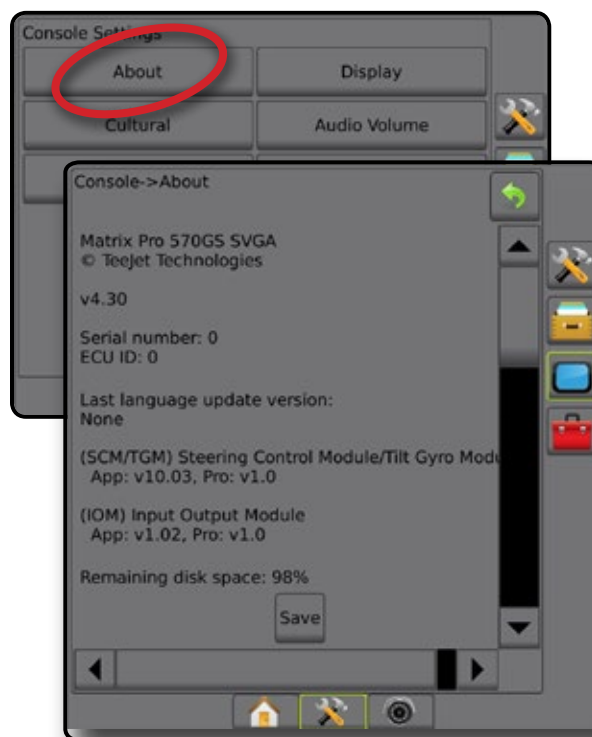 Console Settings
About
Display
Cultural
Audio Volume
Console->About
Matrix Pro 570GS SVGA
© TeeJet Technologies
v4.30
Serial number: 0
ECU ID: 0
Last language update version:
None
(SCM/TGM) Steering Control Module/Tilt Gyro Modu
App: v10.03, Pro: v1.0
(IOM) Input Output Module
App: v1.02, Pro: v1.0
Remaining disk space: 98%
Save